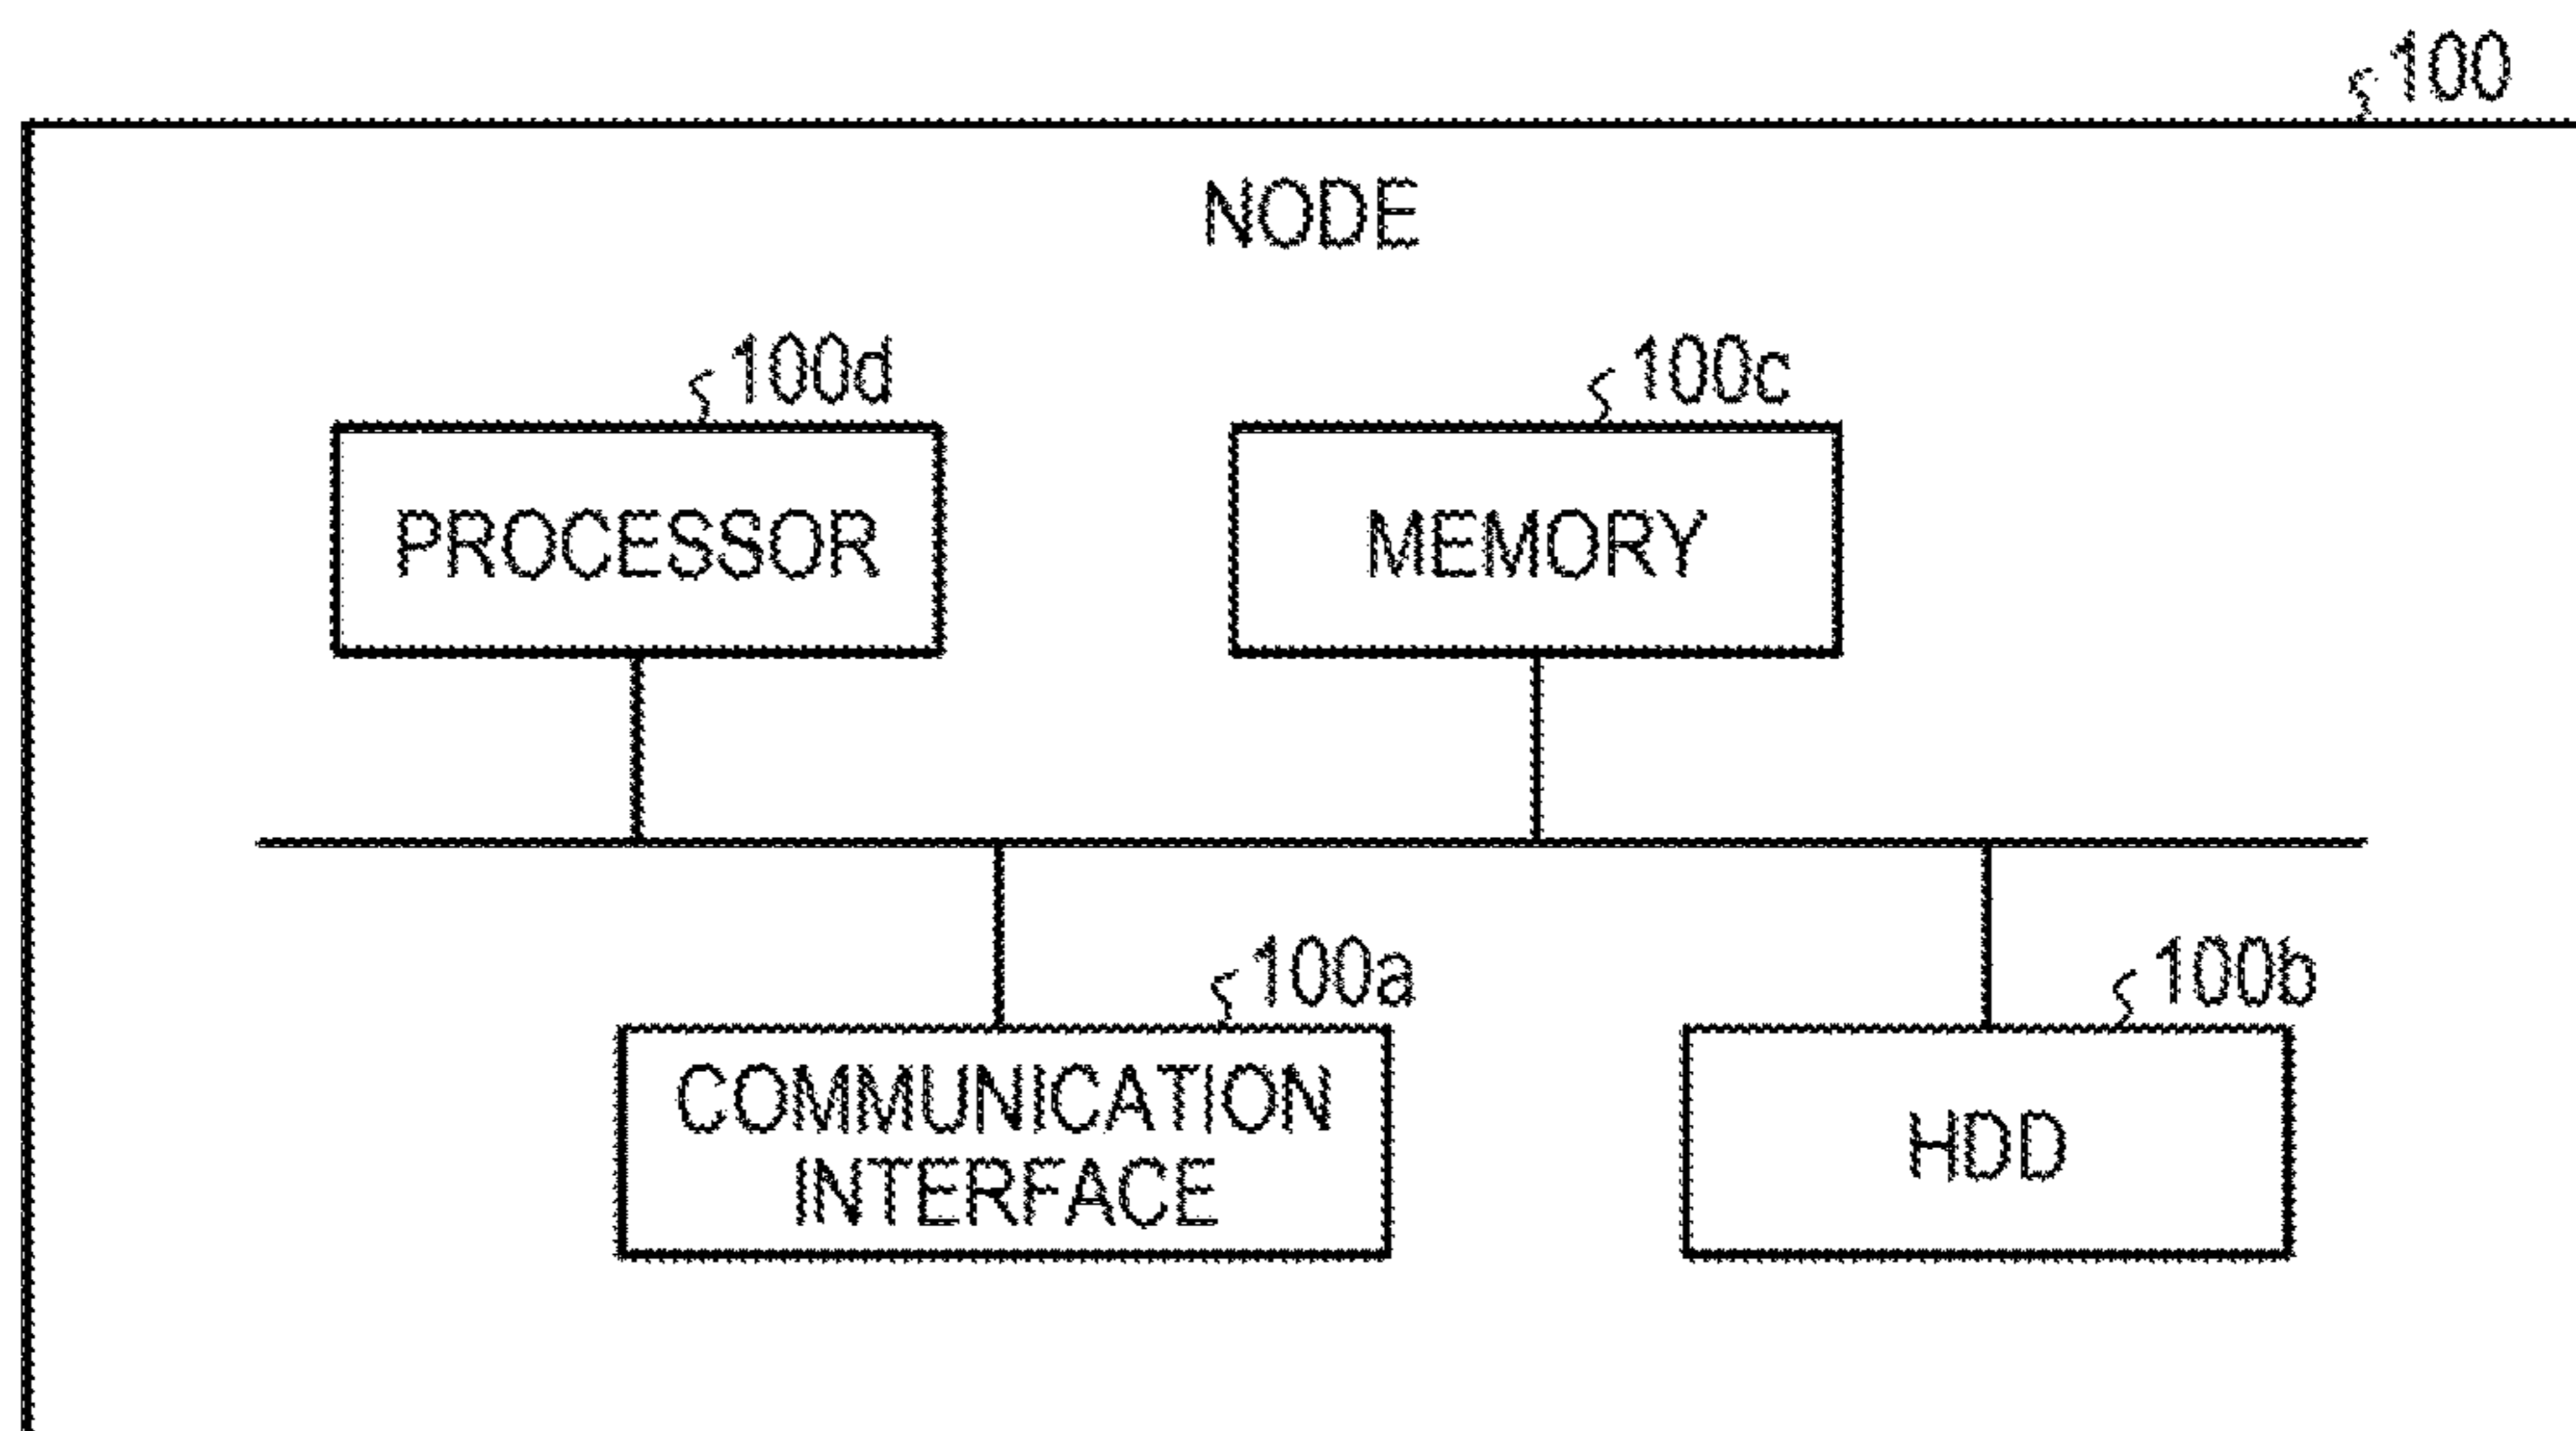 100
NODE
100d
100c
PROCESSOR
MEMORY
100a
100b
COMMUNICATION
INTERFACE
HDD